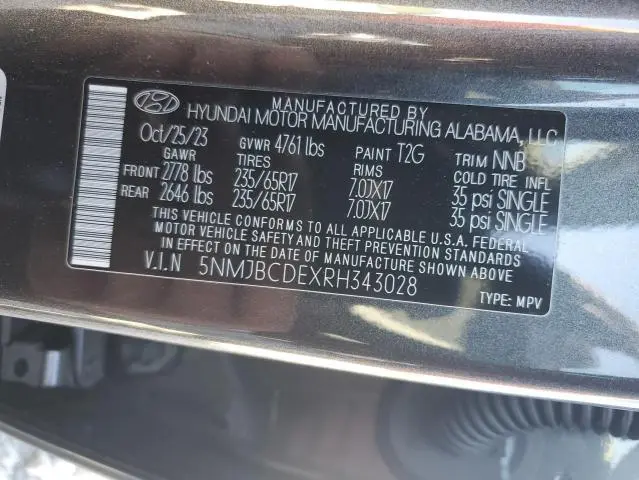 MANUFACTURED BY
HYUNDAI MOTOR MANUFACTURING ALABAMA, LLC
Oct/25/23 GVWR 4761 lbs PAINT T2G TRIM NNB
GAWR TIRES RIMS COLD TIRE INFL
FRONT 2778 lbs 235/65R17 7.0JX17 35 psi SINGLE
REAR 2646 lbs 235/65R17 7.0JX17 35 psi SINGLE
THIS VEHICLE CONFORMS TO ALL APPLICABLE U.S.A. FEDERAL
MOTOR VEHICLE SAFETY AND THEFT PREVENTION STANDARDS
IN EFFECT ON THE DATE OF MANUFACTURE SHOWN ABOVE
V.I.N 5NMJBCDEXRH343028
TYPE: MPV